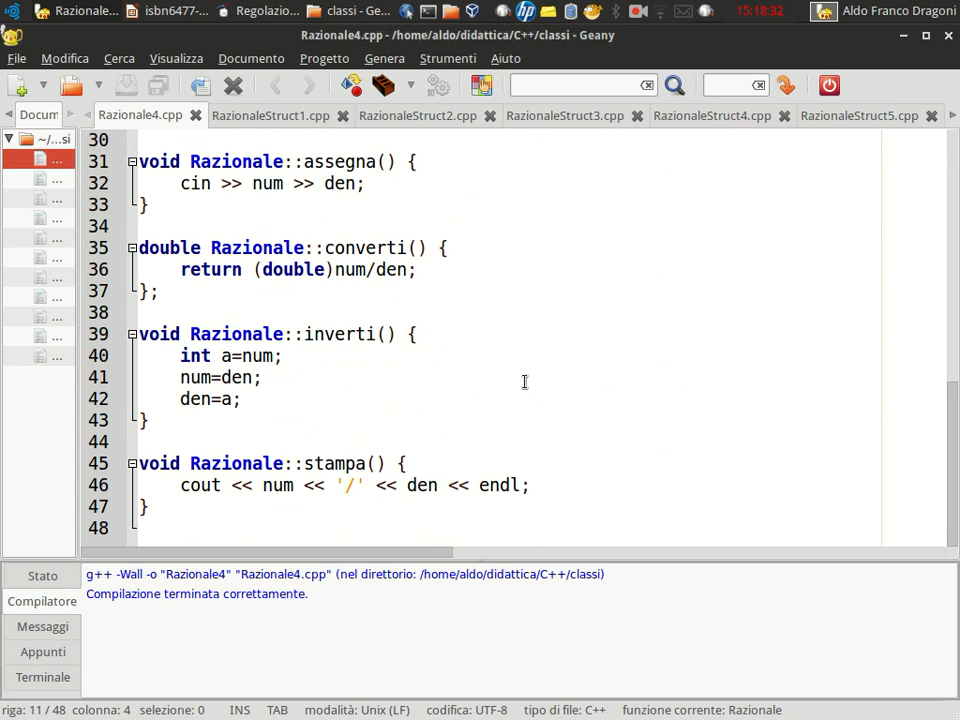 Razionale...
isbn6477-...
Regolazio...
classi - Ge...
15:18:32
Aldo Franco Dragoni
Razionale4.cpp - /home/aldo/didattica/C++/classi - Geany
File Modifica Cerca Visualizza Documento Progetto Genera Strumenti Aiuto
Docum
Razionale4.cpp
RazionaleStruct1.cpp
RazionaleStruct2.cpp
RazionaleStruct3.cpp
RazionaleStruct4.cpp
RazionaleStruct5.cpp
~/...si
...
...
...
...
...
...
...
...
...
...
...
30
31 void Razionale::assegna() {
32 cin >> num >> den;
33 }
34
35 double Razionale::converti() {
36 return (double)num/den;
37 };
38
39 void Razionale::inverti() {
40 int a=num;
41 num=den;
42 den=a;
43 }
44
45 void Razionale::stampa() {
46 cout << num << '/' << den << endl;
47 }
48
Stato
Compilatore
Messaggi
Appunti
Terminale
g++ -Wall -o "Razionale4" "Razionale4.cpp" (nel direttorio: /home/aldo/didattica/C++/classi)
Compilazione terminata correttamente.
riga: 11 / 48 colonna: 4 selezione: 0 INS TAB modalità: Unix (LF) codifica: UTF-8 tipo di file: C++ funzione corrente: Razionale